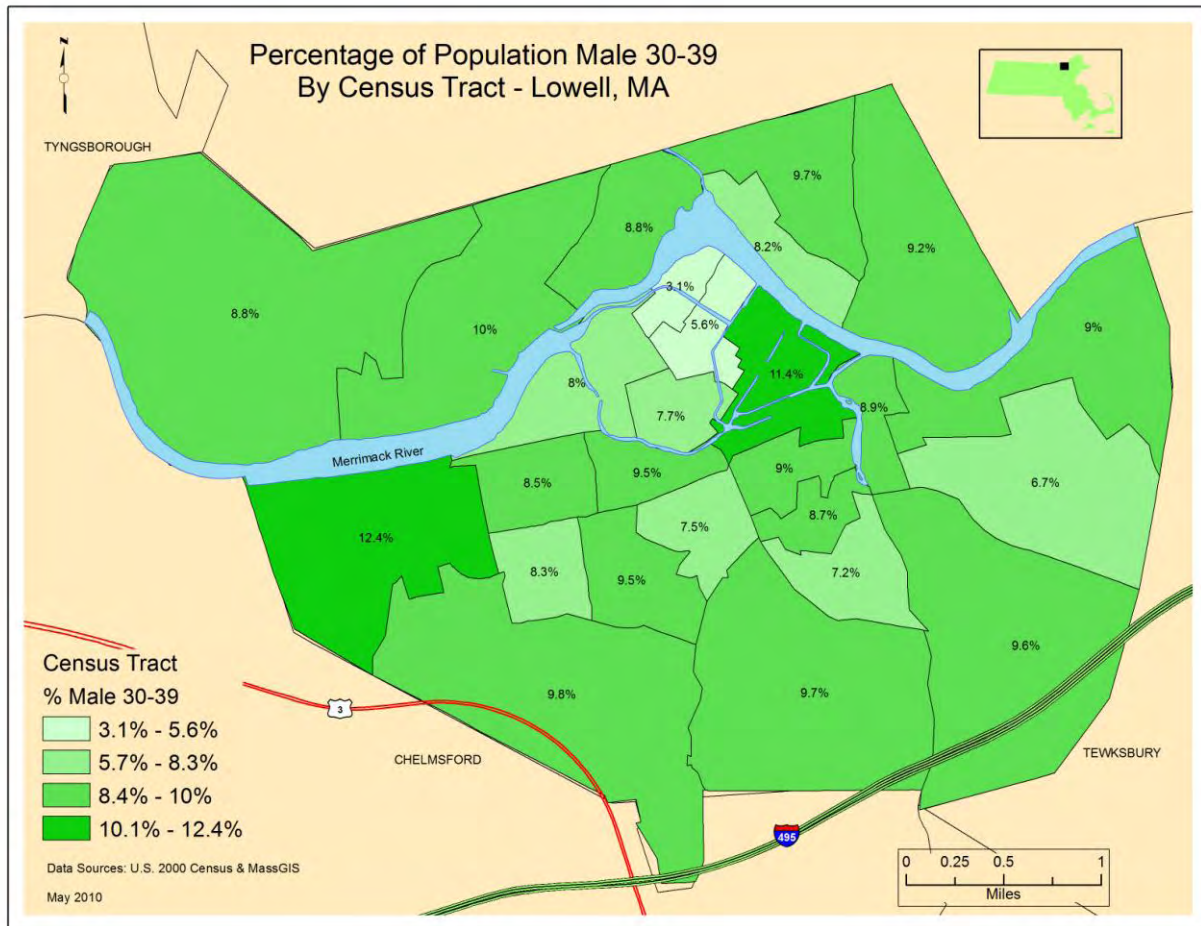 Percentage of Population Male 30-39
By Census Tract - Lowell, MA
N
TYNGSBOROUGH
9.7%
8.8%
8.2%
9.2%
3.1%
8.8%
10%
5.6%
9%
11.4%
8%
8.9%
7.7%
Merrimack River
9.5%
9%
8.5%
6.7%
8.7%
7.5%
12.4%
8.3%
9.5%
7.2%
9.6%
9.8%
9.7%
3
CHELMSFORD
TEWKSBURY
495
Census Tract
% Male 30-39
3.1% - 5.6%
5.7% - 8.3%
8.4% - 10%
10.1% - 12.4%
Data Sources: U.S. 2000 Census & MassGIS
May 2010
0 0.25 0.5 1
Miles